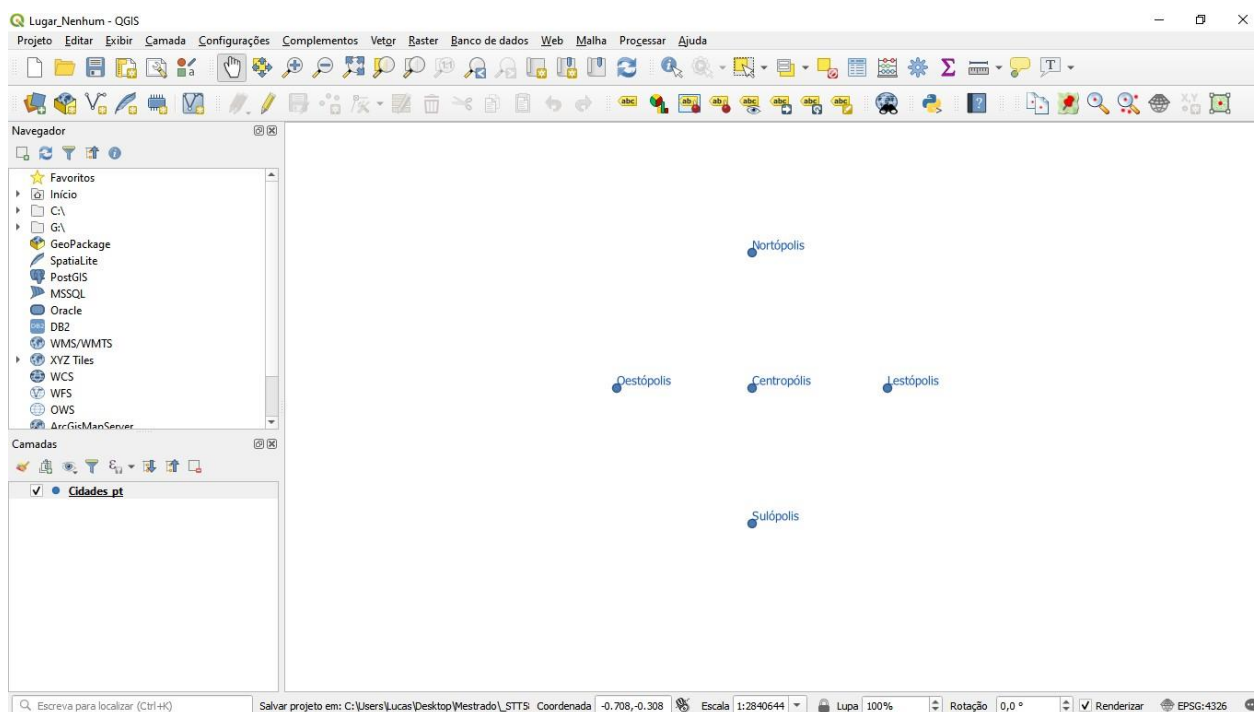 Lugar_Nenhum - QGIS
Projeto Editar Exibir Camada Configurações Complementos Vetor Raster Banco de dados Web Malha Processar Ajuda
Navegador
Favoritos
Início
C:\
G:\
GeoPackage
SpatiaLite
PostGIS
MSSQL
Oracle
DB2
WMS/WMTS
XYZ Tiles
WCS
WFS
OWS
ArcGisMapServer
Camadas
Cidades_pt
Nortópolis
Oestópolis Centropólis Lestópolis
Sulópolis
Escreva para localizar (Ctrl+K) Salvar projeto em: C:\Users\Lucas\Desktop\Mestrado\_STT5 Coordenada -0.708,-0.308 Escala 1:2840644 Lupa 100% Rotação 0,0 ° Renderizar EPSG:4326